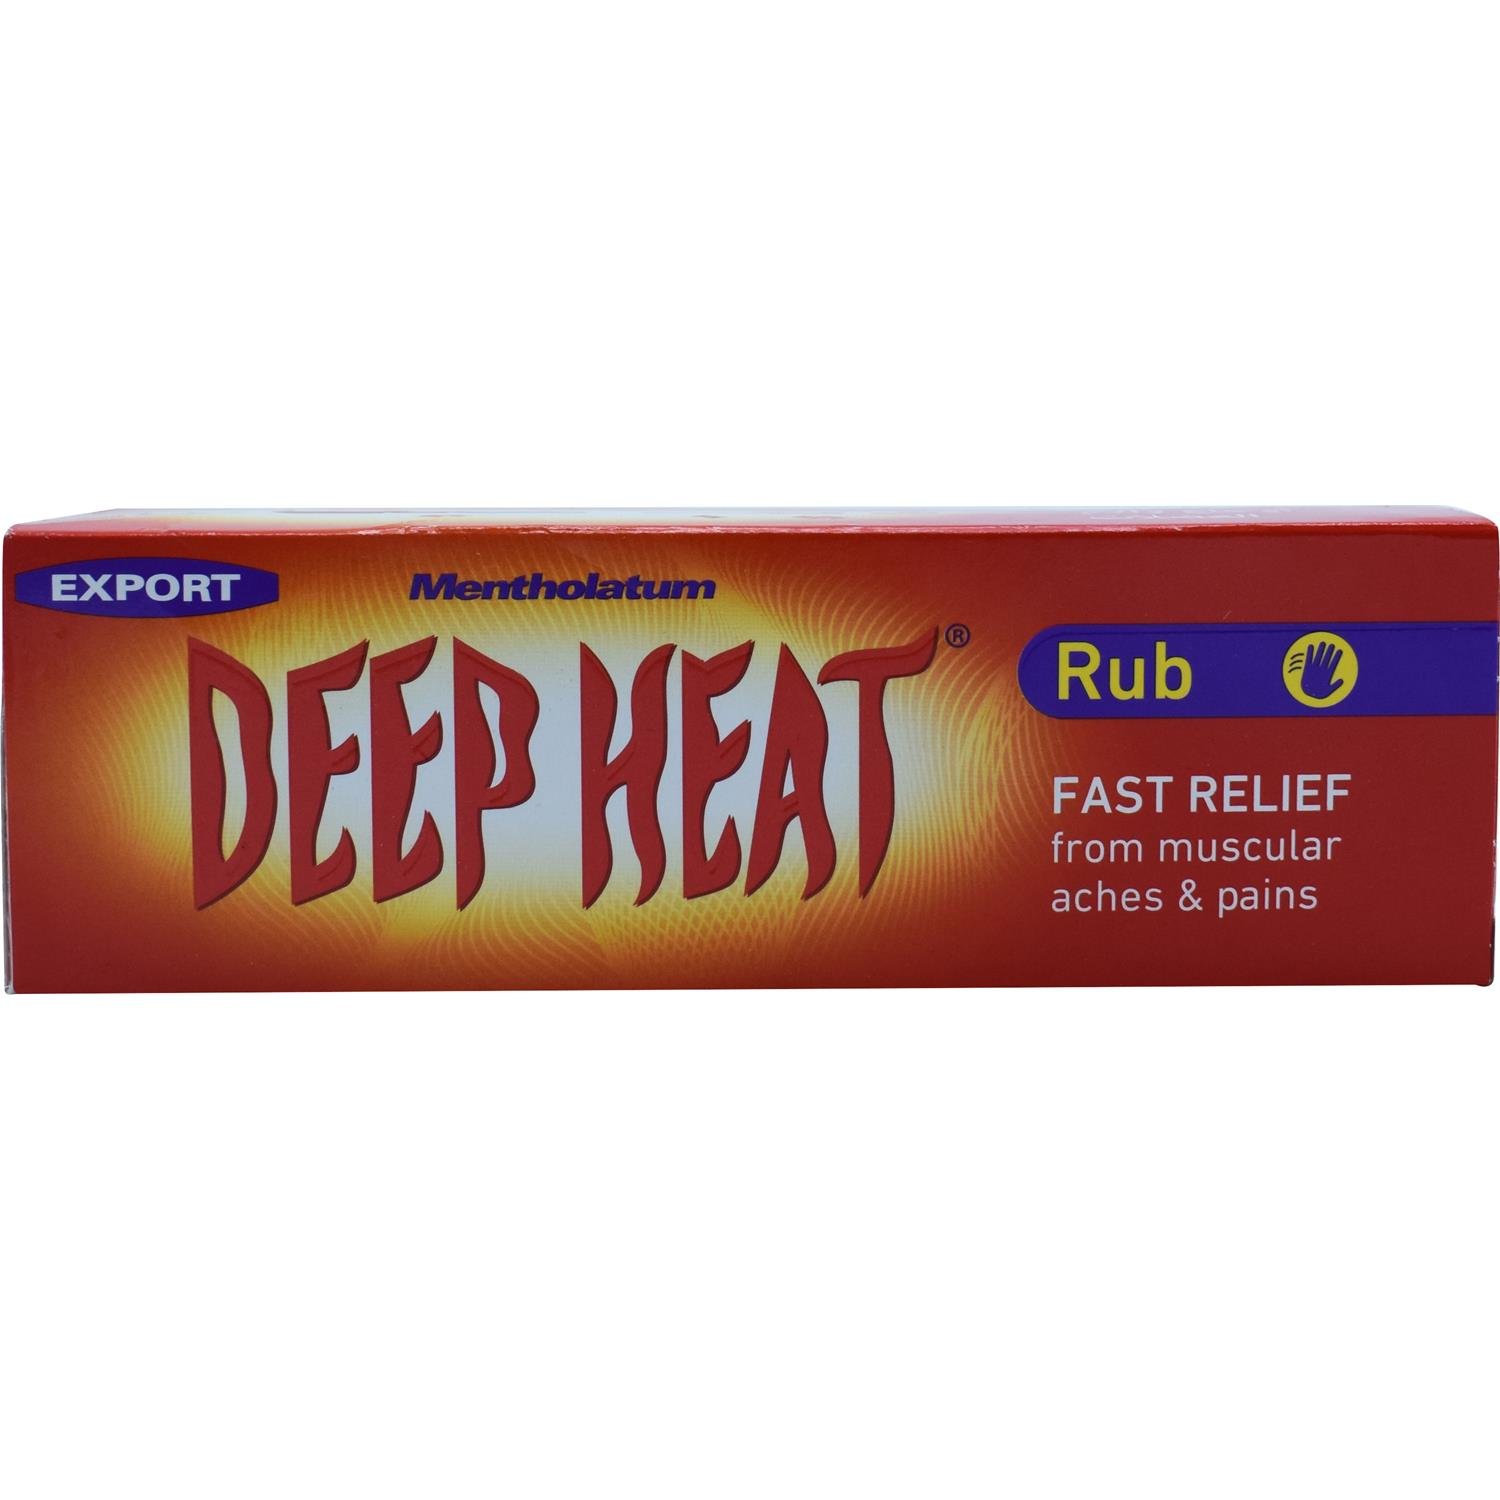 EXPORT
Mentholatum
DEEP HEAT®
Rub
FAST RELIEF
from muscular
aches & pains